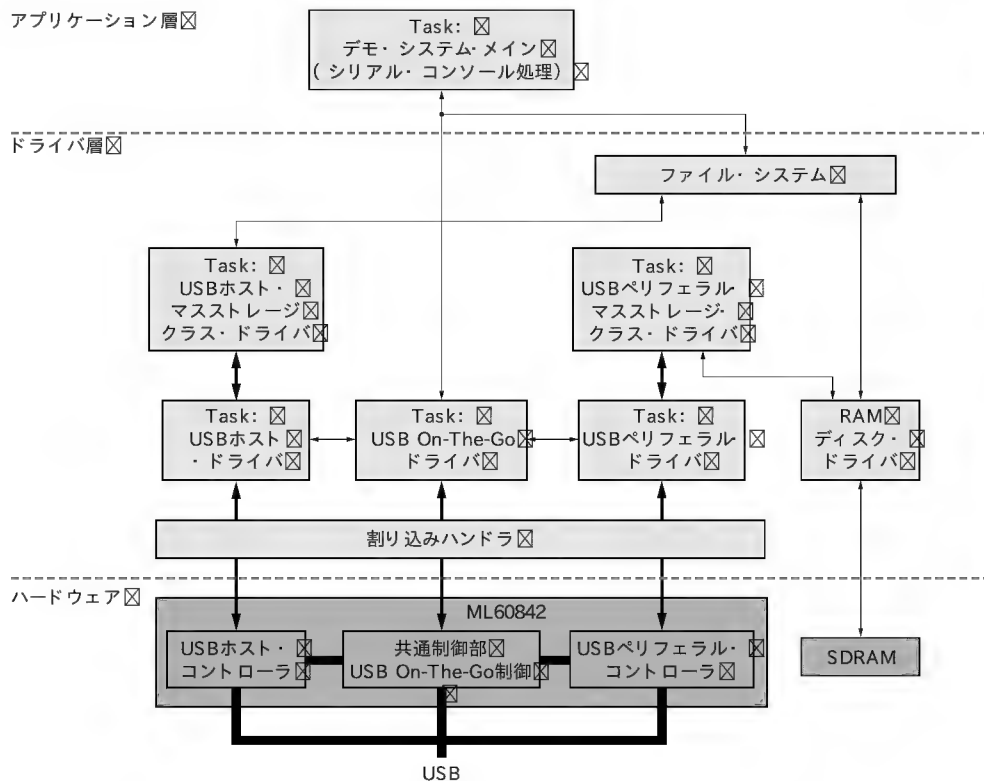 アプリケーション層
Task:
デモ・システム・メイン
(シリアル・コンソール処理)
ドライバ層
ファイル・システム
Task:
USBホスト・
マスストレージ
クラス・ドライバ
Task:
USBペリフェラル・
マスストレージ・
クラス・ドライバ
Task:
USBホスト
・ドライバ
Task:
USB On-The-Go
ドライバ
Task:
USBペリフェラル・
ドライバ
RAM
ディスク・
ドライバ
割り込みハンドラ
ハードウェア
ML60842
USBホスト・
コントローラ
共通制御部
USB On-The-Go制御
USBペリフェラル・
コントローラ
SDRAM
USB